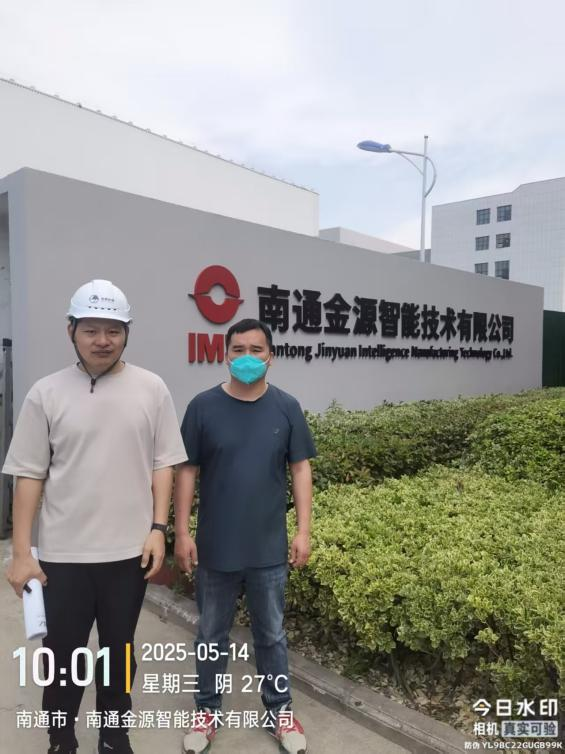 南通金源智能技术有限公司
IM
antong Jinyuan Intelligence Manufacturing Technology Co.,Ltd.
10:01
2025-05-14
星期三 阴 27℃
南通市·南通金源智能技术有限公司
今日水印
相机 真实可验
防伪 YL9BC22GUGB99K